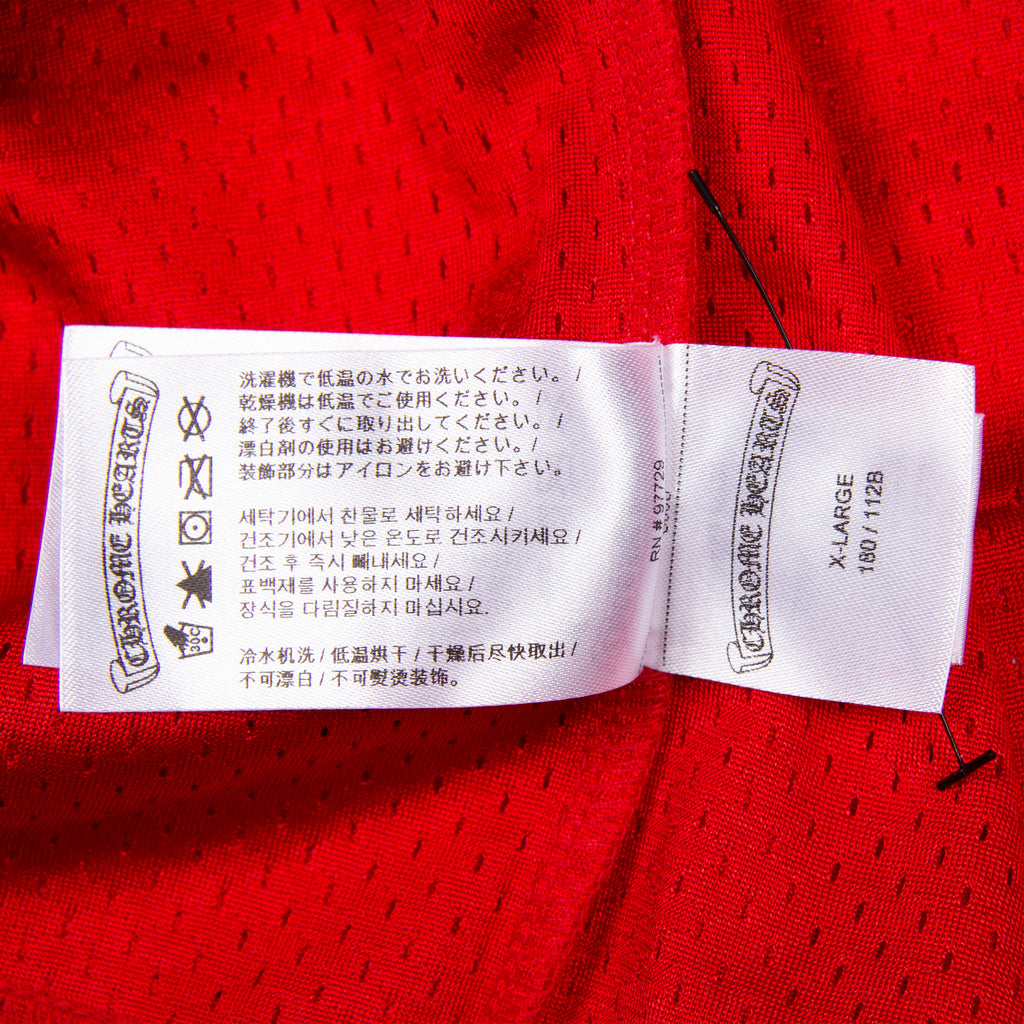 CHROME HEARTS
洗濯機で低温の水でお洗いください。 /
乾燥機は低温でご使用ください。 /
終了後すぐに取り出してください。 /
漂白剤の使用はお避けください。 /
装飾部分はアイロンをお避け下さい。
세탁기에서 찬물로 세탁하세요 /
건조기에서 낮은 온도로 건조시키세요 /
건조 후 즉시 빼내세요 /
표백제를 사용하지 마세요 /
장식을 다림질하지 마십시요.
冷水机洗 / 低温烘干 / 干燥后尽快取出 /
不可漂白 / 不可熨烫装饰。
30C
RN # 97729
CHROME HEARTS
X-LARGE
180 / 112B